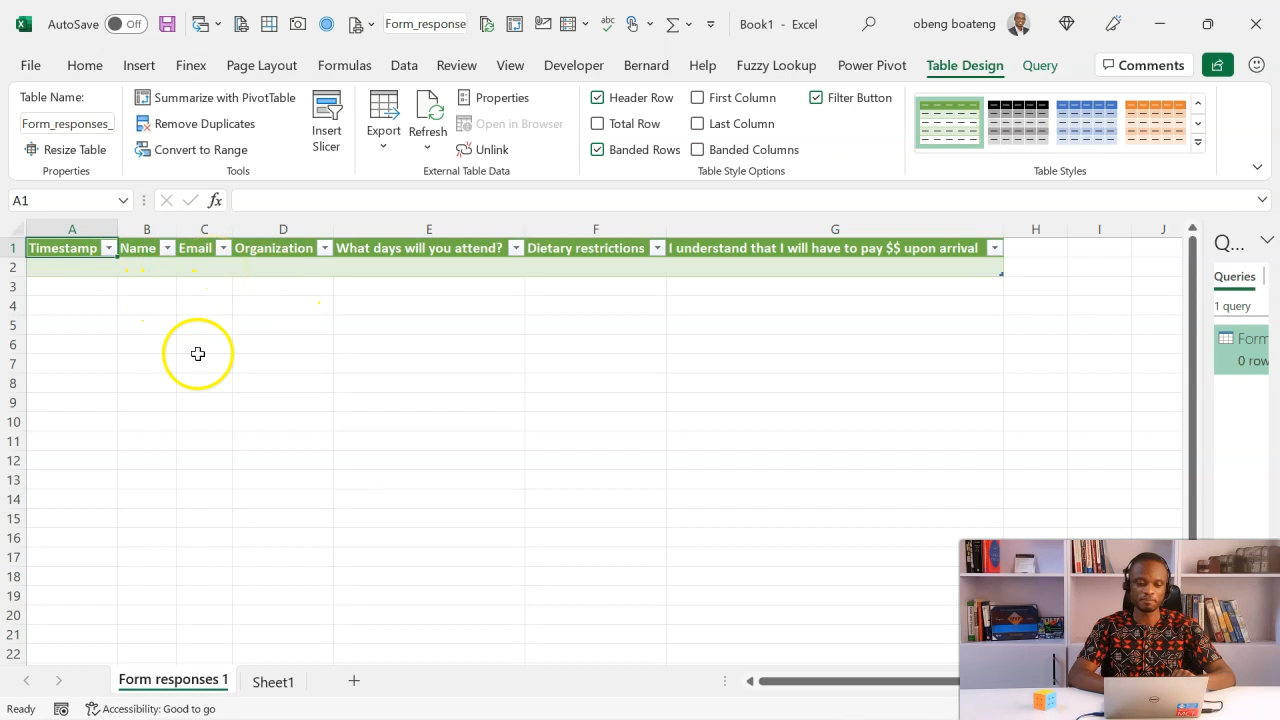 AutoSave Off Form_response Book1 - Excel obeng boateng
File Home Insert Finex Page Layout Formulas Data Review View Developer Bernard Help Fuzzy Lookup Power Pivot Table Design Query Comments
Table Name:
Form_responses_
Resize Table
Properties
Summarize with PivotTable
Remove Duplicates
Convert to Range
Tools
Insert
Slicer
Export
Refresh
Properties
Open in Browser
Unlink
External Table Data
Header Row First Column Filter Button
Total Row Last Column
Banded Rows Banded Columns
Table Style Options
Table Styles
A1 fx
A B C D E F G H I J
1 Timestamp Name Email Organization What days will you attend? Dietary restrictions I understand that I will have to pay $$ upon arrival
2
3
4
5
6
7
8
9
10
11
12
13
14
15
16
17
18
19
20
21
22
Q...
Queries
1 query
Form
0 row
Form responses 1 Sheet1
Ready Accessibility: Good to go